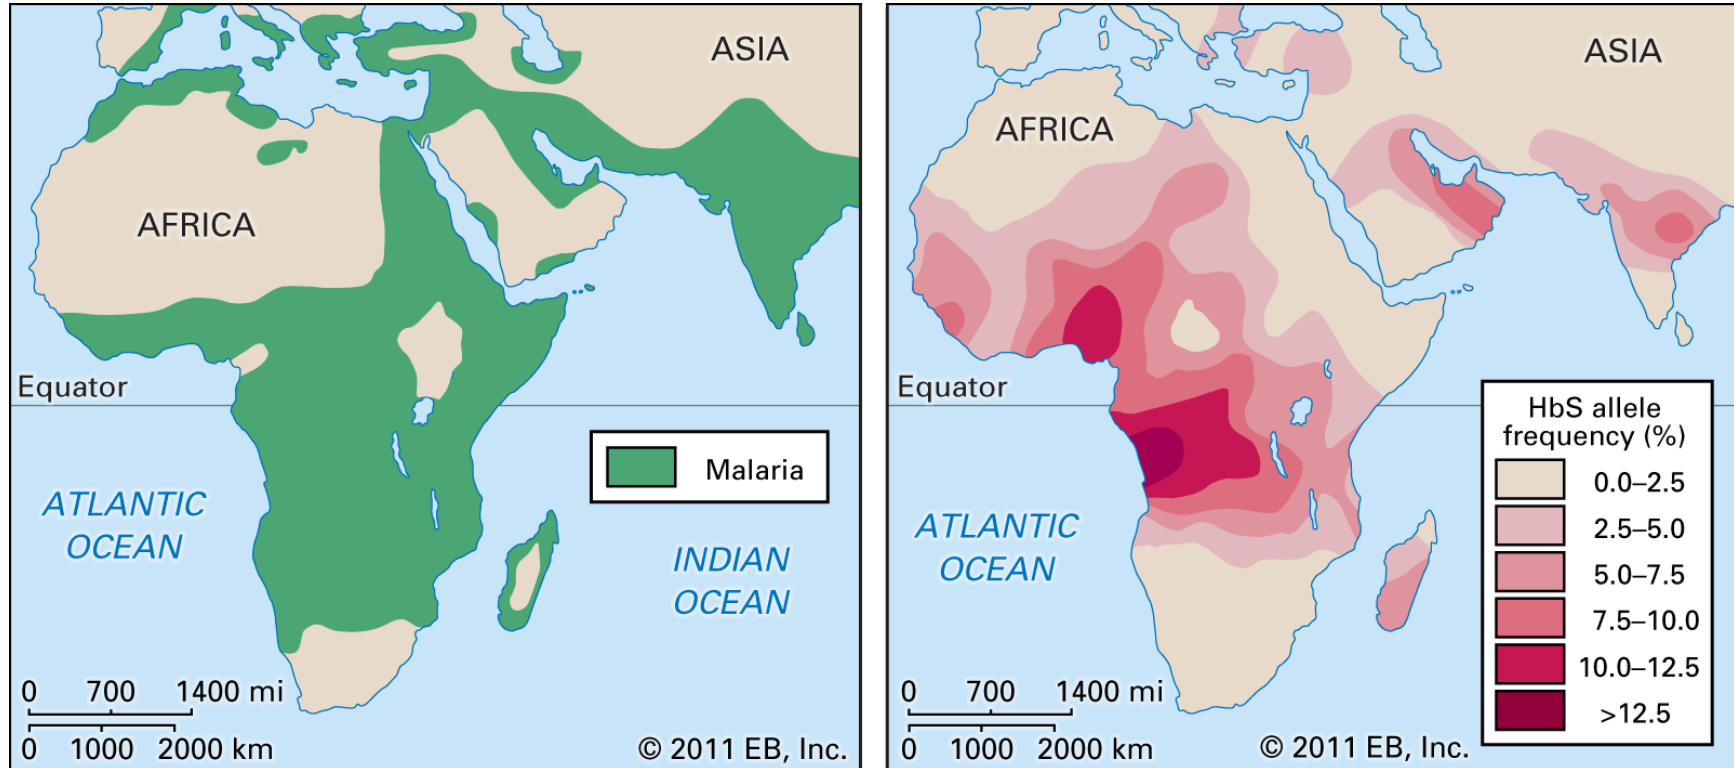 ASIA
AFRICA
Equator
Malaria
ATLANTIC
OCEAN
INDIAN
OCEAN
0 700 1400 mi
0 1000 2000 km
© 2011 EB, Inc.
ASIA
AFRICA
Equator
HbS allele
frequency (%)
0.0–2.5
2.5–5.0
5.0–7.5
7.5–10.0
10.0–12.5
>12.5
ATLANTIC
OCEAN
0 700 1400 mi
0 1000 2000 km
© 2011 EB, Inc.